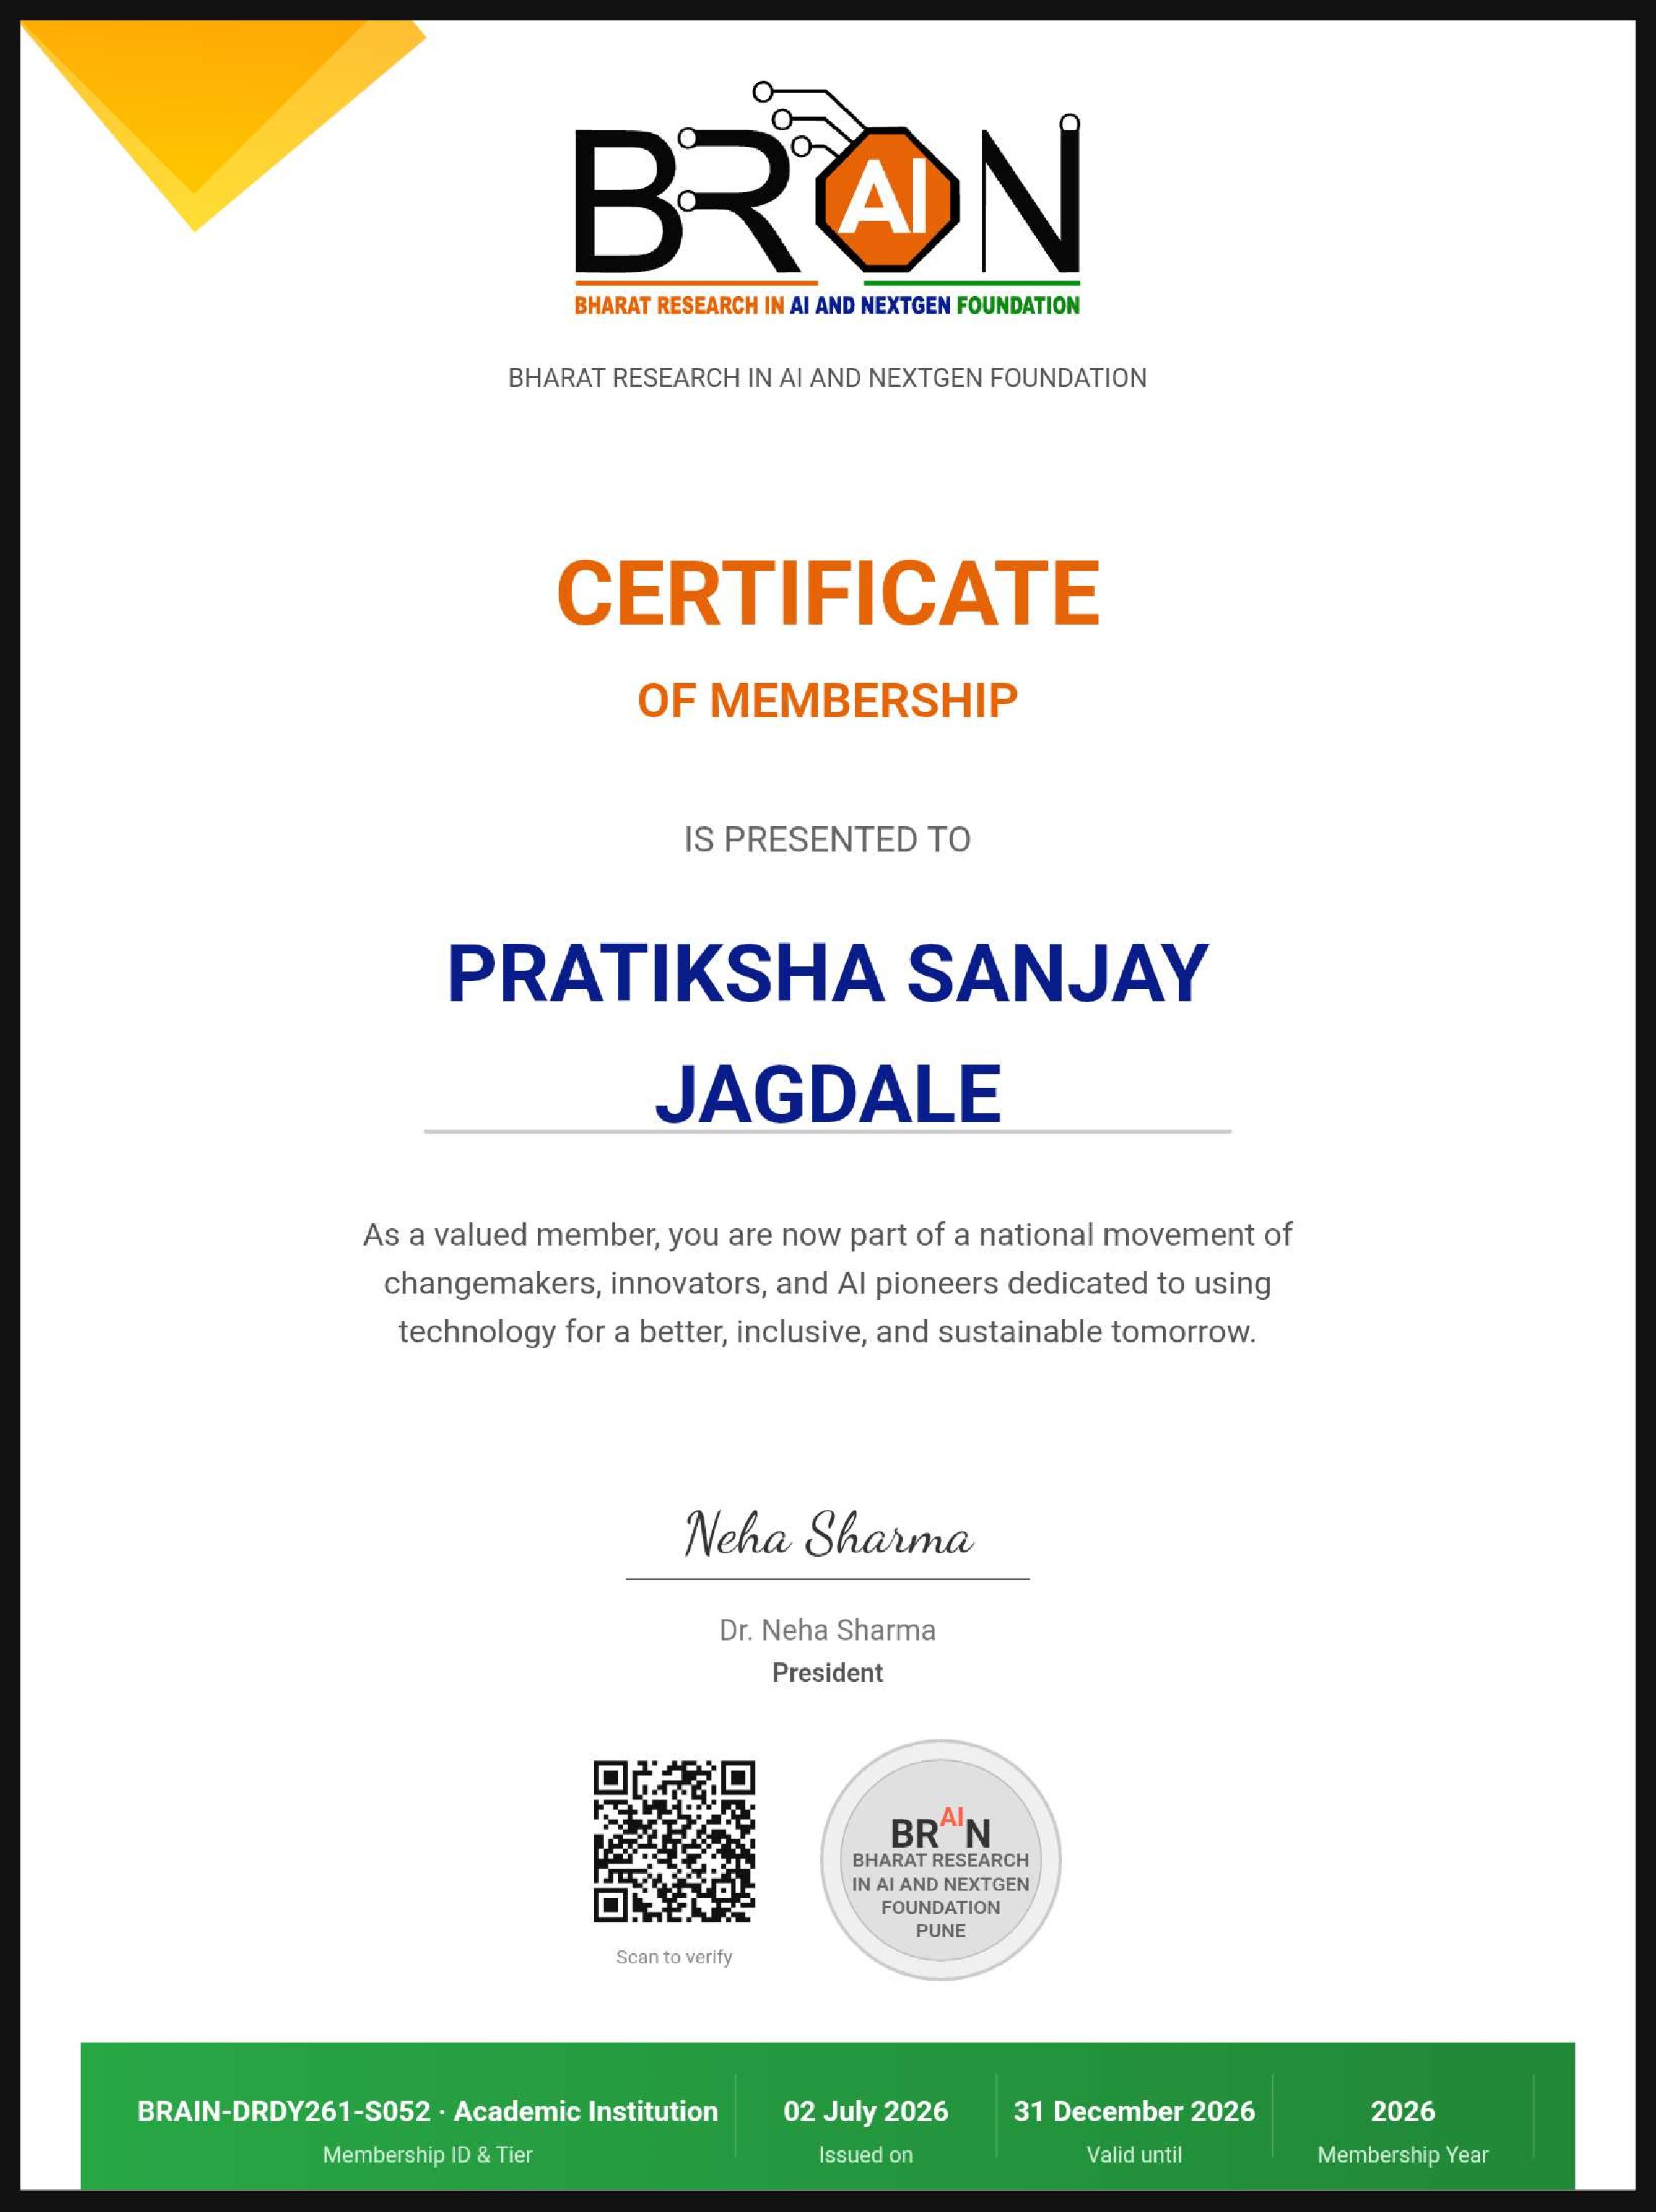 BRAIN
BHARAT RESEARCH IN AI AND NEXTGEN FOUNDATION
BHARAT RESEARCH IN AI AND NEXTGEN FOUNDATION
CERTIFICATE
OF MEMBERSHIP
IS PRESENTED TO
PRATIKSHA SANJAY
JAGDALE
As a valued member, you are now part of a national movement of
changemakers, innovators, and AI pioneers dedicated to using
technology for a better, inclusive, and sustainable tomorrow.
Neha Sharma
Dr. Neha Sharma
President
Scan to verify
BRAIN
BHARAT RESEARCH
IN AI AND NEXTGEN
FOUNDATION
PUNE
BRAIN-DRDY261-S052 · Academic Institution
Membership ID & Tier
02 July 2026
Issued on
31 December 2026
Valid until
2026
Membership Year